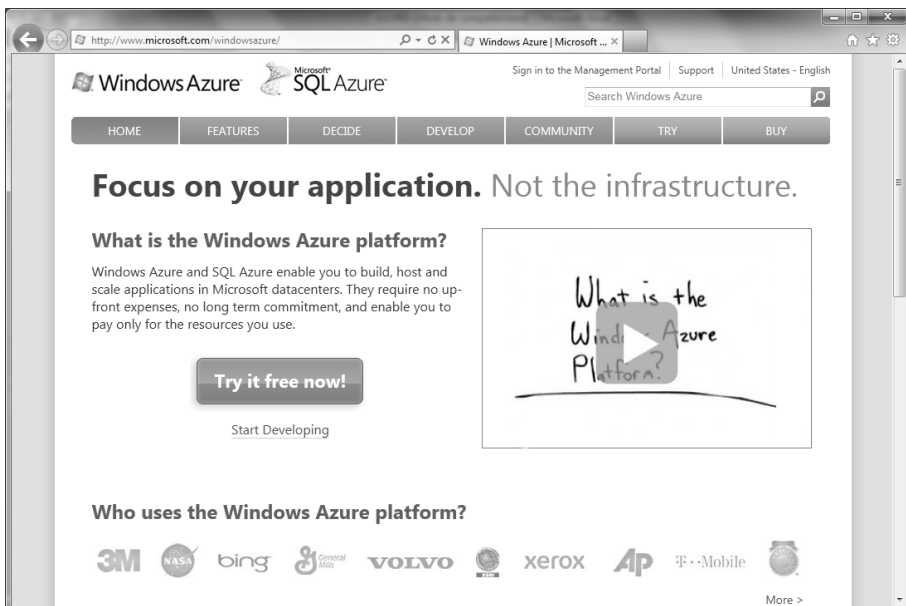 http://www.microsoft.com/windowsazure/
Windows Azure | Microsoft ...
Windows Azure
Microsoft
SQL Azure
Sign in to the Management Portal
Support
United States - English
Search Windows Azure
HOME
FEATURES
DECIDE
DEVELOP
COMMUNITY
TRY
BUY
Focus on your application. Not the infrastructure.
What is the Windows Azure platform?
Windows Azure and SQL Azure enable you to build, host and
scale applications in Microsoft datacenters. They require no up-
front expenses, no long term commitment, and enable you to
pay only for the resources you use.
Try it free now!
Start Developing
What is the
Windows Azure
Platform?
Who uses the Windows Azure platform?
3M
NASA
bing
General
Mills
VOLVO
xerox
AP
T··Mobile
More >